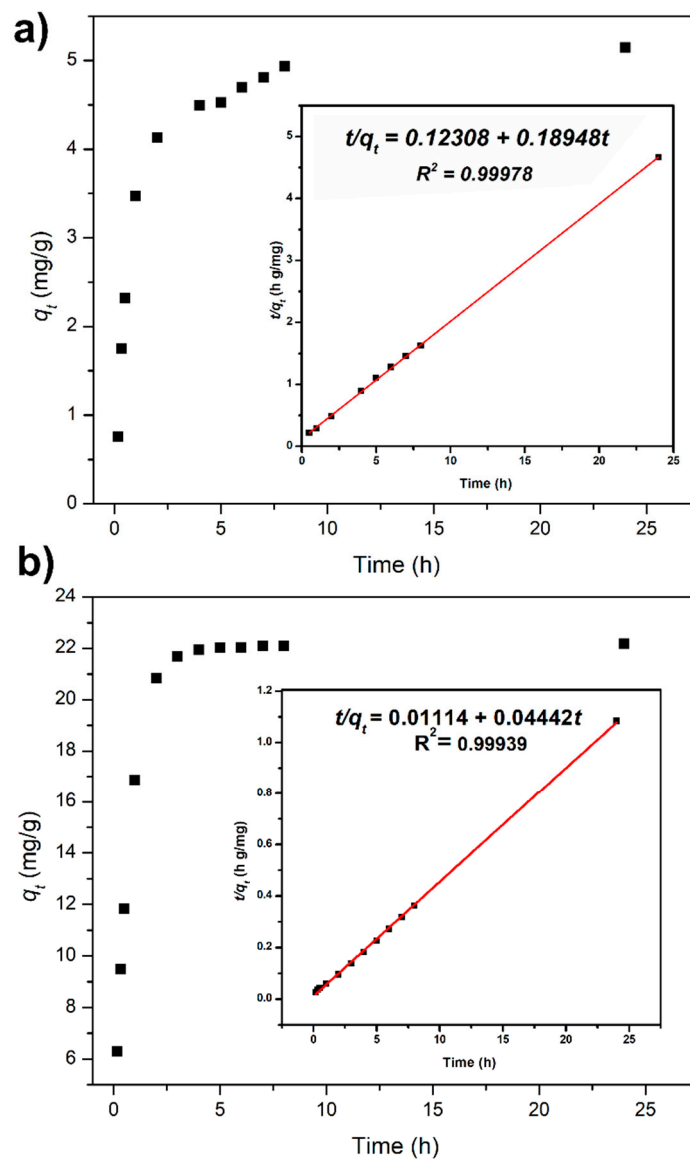 a)
5
4
3
2
1
0
q_t (mg/g)
0 5 10 15 20 25
Time (h)
t/q_t = 0.12308 + 0.18948t
R² = 0.99978
5
4
3
2
1
0
t/q_t (h g/mg)
0 5 10 15 20 25
Time (h)
b)
24
22
20
18
16
14
12
10
8
6
q_t (mg/g)
0 5 10 15 20 25
Time (h)
t/q_t = 0.01114 + 0.04442t
R² = 0.99939
1.2
1.0
0.8
0.6
0.4
0.2
0.0
t/q_t (h g/mg)
0 5 10 15 20 25
Time (h)